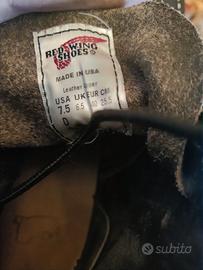 RED WING
SHOES
MADE IN USA
Leather Upper
USA UK EUR CM
7.5 6.5 40 25.5
D
subito